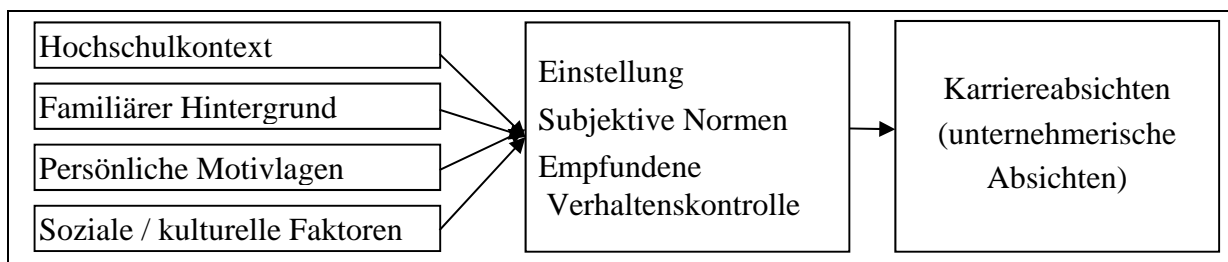 Hochschulkontext
Familiärer Hintergrund
Persönliche Motivlagen
Soziale / kulturelle Faktoren
Einstellung
Subjektive Normen
Empfundene
Verhaltenskontrolle
Karriereabsichten
(unternehmerische
Absichten)